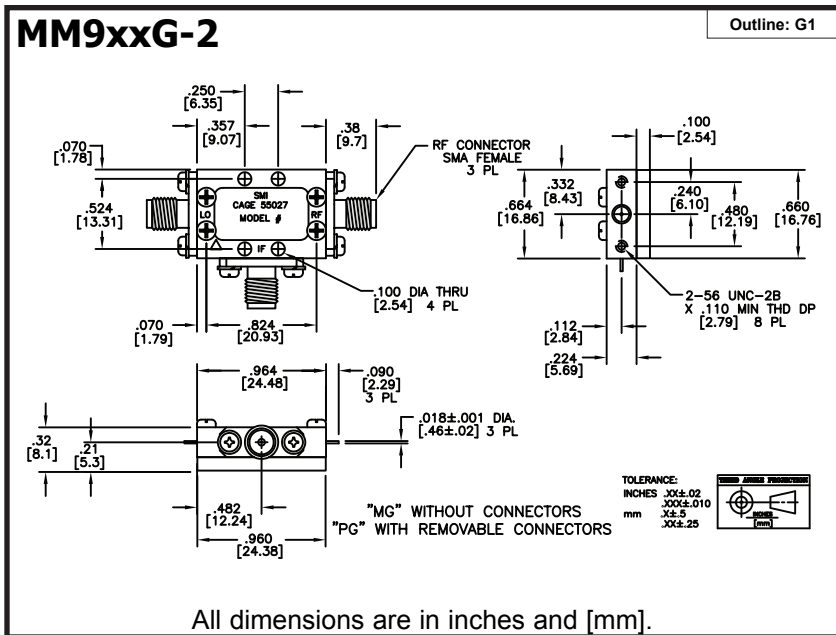 MM9xxG-2
Outline: G1
.250
[6.35]
.357
[9.07]
.38
[9.7]
.070
[1.78]
.524
[13.31]
RF CONNECTOR
SMA FEMALE
3 PL
SMI
CAGE 55027
MODEL #
LO
RF
IF
.100 DIA THRU
[2.54] 4 PL
.070
[1.79]
.824
[20.93]
.100
[2.54]
.332
[8.43]
.664
[16.86]
.240
[6.10]
.480
[12.19]
.660
[16.76]
2-56 UNC-2B
X .110 MIN THD DP
[2.79] 8 PL
.112
[2.84]
.224
[5.69]
.964
[24.48]
.090
[2.29]
3 PL
.018±.001 DIA.
[.46±.02] 3 PL
.32
[8.1]
.21
[5.3]
.482
[12.24]
.960
[24.38]
"MG" WITHOUT CONNECTORS
"PG" WITH REMOVABLE CONNECTORS
TOLERANCE:
INCHES .XX±.02
.XXX±.010
mm .X±.5
.XX±.25
THIRD ANGLE PROJECTION
INCHES
[mm]
All dimensions are in inches and [mm].